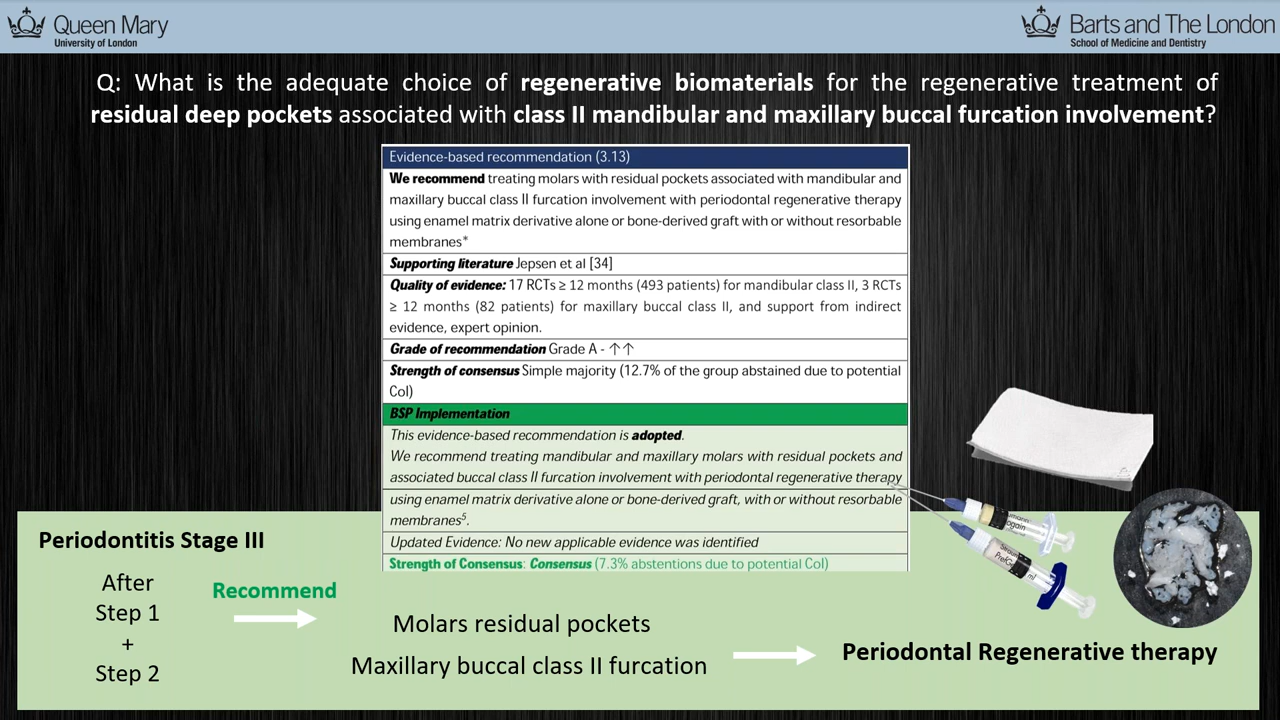 Queen Mary
University of London
Barts and The London
School of Medicine and Dentistry
Q: What is the adequate choice of regenerative biomaterials for the regenerative treatment of
residual deep pockets associated with class II mandibular and maxillary buccal furcation involvement?
Evidence-based recommendation (3.13)
We recommend treating molars with residual pockets associated with mandibular and
maxillary buccal class II furcation involvement with periodontal regenerative therapy
using enamel matrix derivative alone or bone-derived graft with or without resorbable
membranes*
Supporting literature Jepsen et al [34]
Quality of evidence: 17 RCTs ≥ 12 months (493 patients) for mandibular class II, 3 RCTs
≥ 12 months (82 patients) for maxillary buccal class II, and support from indirect
evidence, expert opinion.
Grade of recommendation Grade A - ↑↑
Strength of consensus Simple majority (12.7% of the group abstained due to potential
CoI)
BSP Implementation
This evidence-based recommendation is adopted.
We recommend treating mandibular and maxillary molars with residual pockets and
associated buccal class II furcation involvement with periodontal regenerative therapy
using enamel matrix derivative alone or bone-derived graft, with or without resorbable
membranes⁵.
Updated Evidence: No new applicable evidence was identified
Strength of Consensus: Consensus (7.3% abstentions due to potential CoI)
Periodontitis Stage III
After
Step 1
+
Step 2
Recommend
Molars residual pockets
Maxillary buccal class II furcation
Periodontal Regenerative therapy